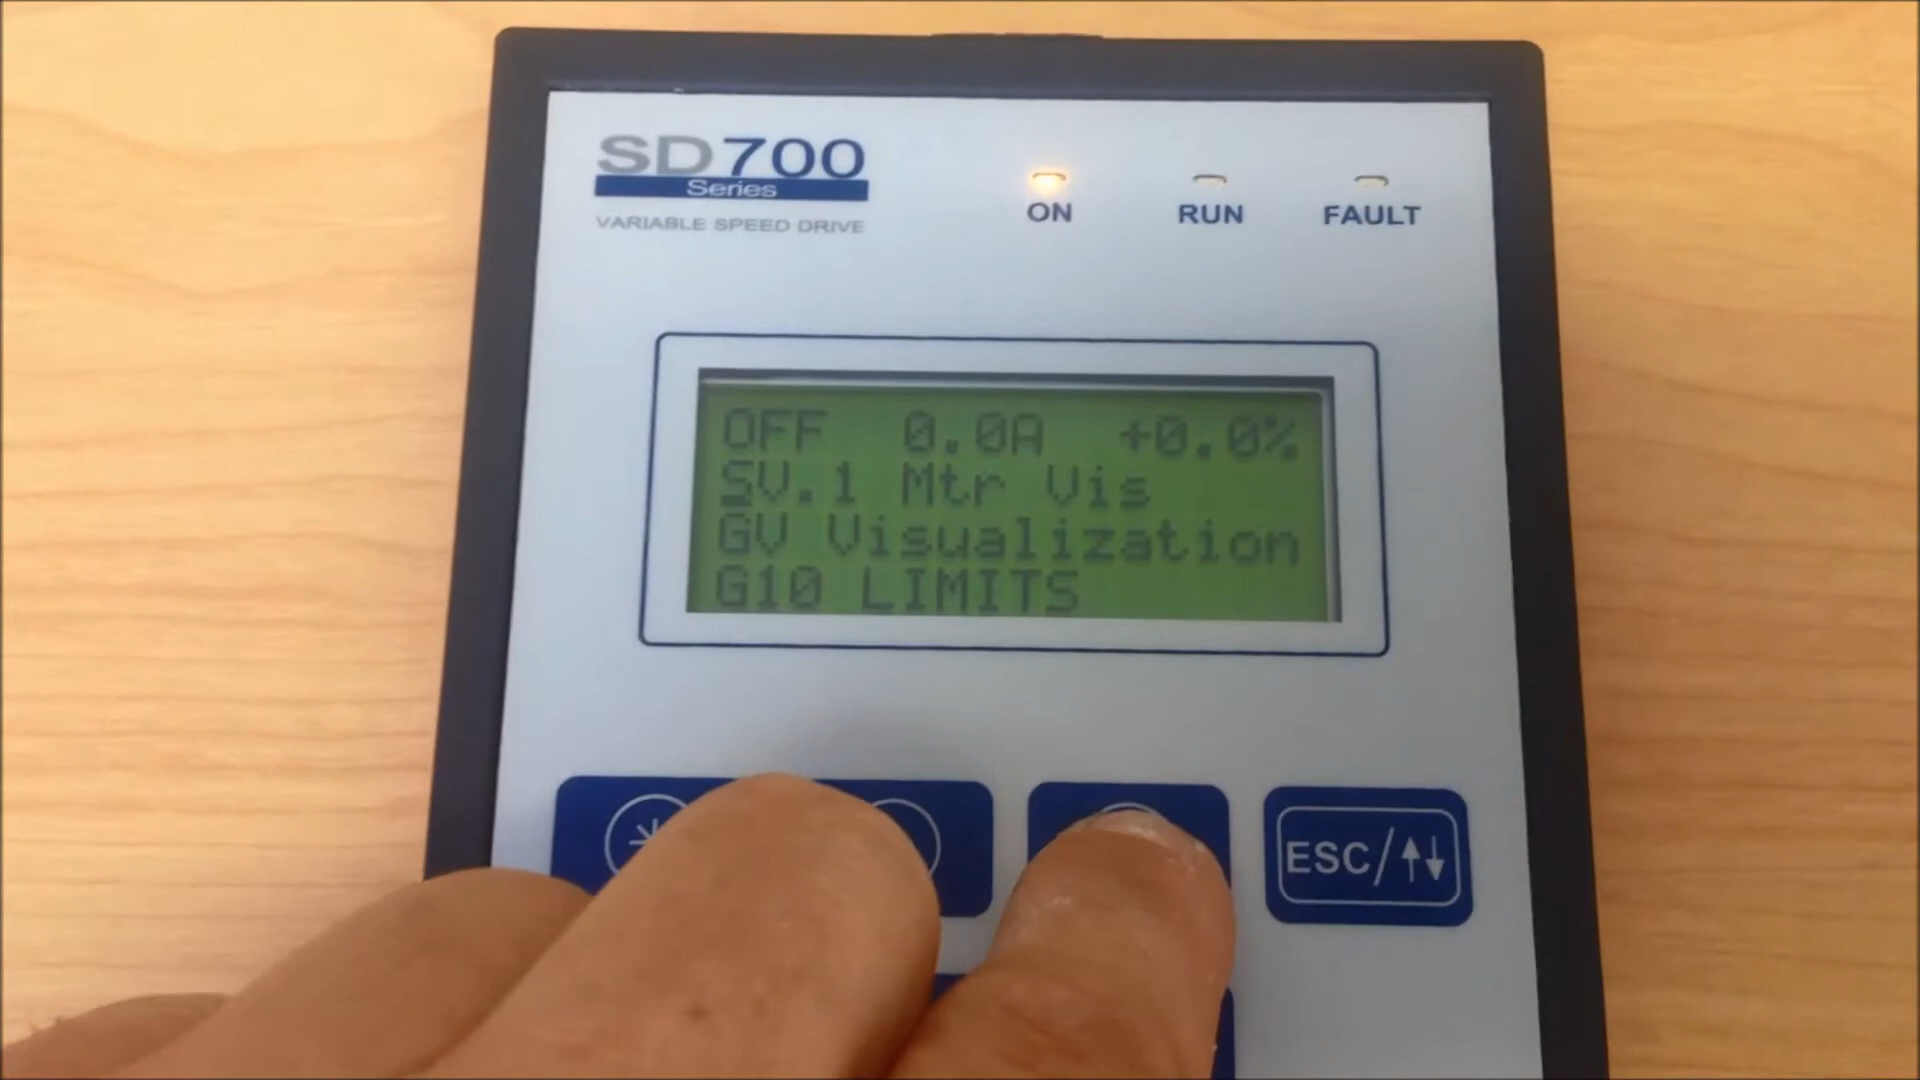 SD700
Series
VARIABLE SPEED DRIVE
ON RUN FAULT
OFF 0.0A +0.0%
SV.1 Mtr Vis
GV Visualization
G10 LIMITS
ESC/↑↓